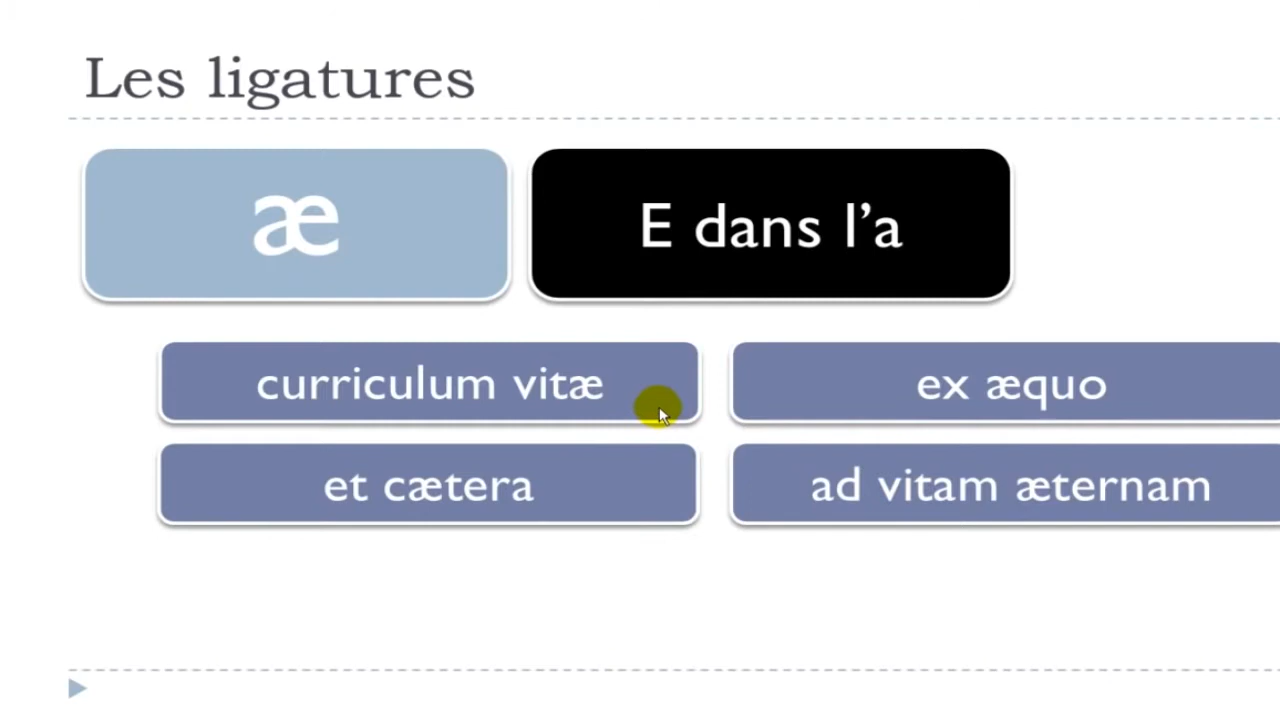 Les ligatures
æ
E dans l’a
curriculum vitæ
ex æquo
et cætera
ad vitam æternam